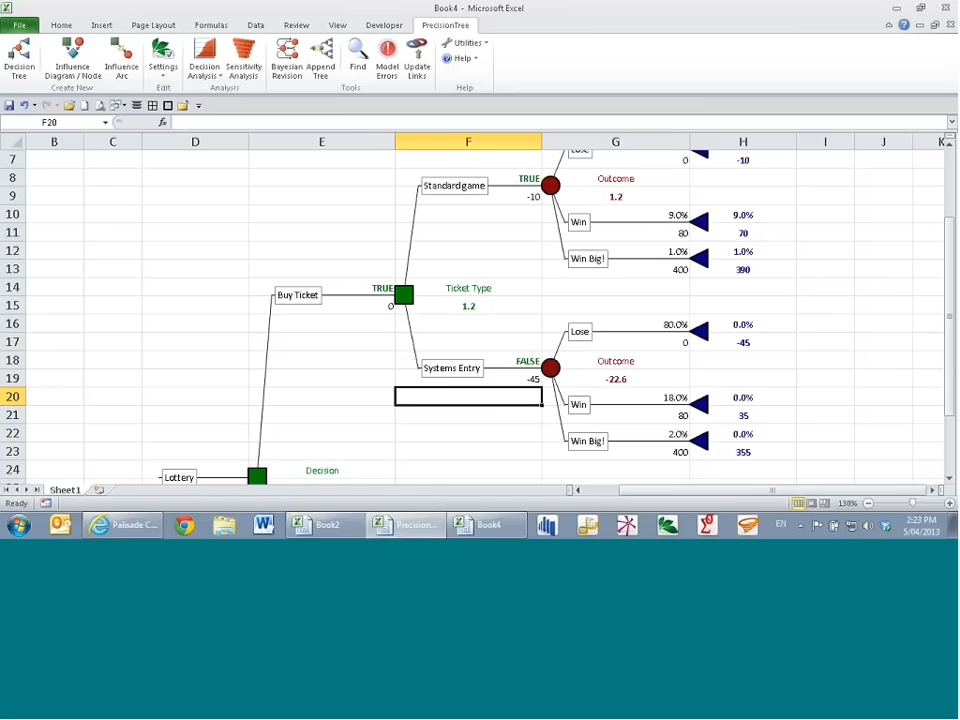 Book4 - Microsoft Excel
File Home Insert Page Layout Formulas Data Review View Developer PrecisionTree
Decision Tree
Influence Diagram / Node
Influence Arc
Settings
Decision Analysis
Sensitivity Analysis
Bayesian Revision
Append Tree
Find
Model Errors
Update Links
Utilities
Help
Create New Edit Analysis Tools Help
F20 fx
B C D E F G H I J K
7 0 -10
8 Standard game TRUE Outcome
9 -10 1.2
10 Win 9.0% 9.0%
11 80 70
12 Win Big! 1.0% 1.0%
13 400 390
14 Buy Ticket TRUE Ticket Type
15 0 1.2
16 Lose 80.0% 0.0%
17 0 -45
18 Systems Entry FALSE Outcome
19 -45 -22.6
20 Win 18.0% 0.0%
21 80 35
22 Win Big! 2.0% 0.0%
23 400 355
24 Lottery Decision
Sheet1
Ready 130%
Palisade C... Book2 Precision... Book4 EN 2:23 PM
5/04/2013